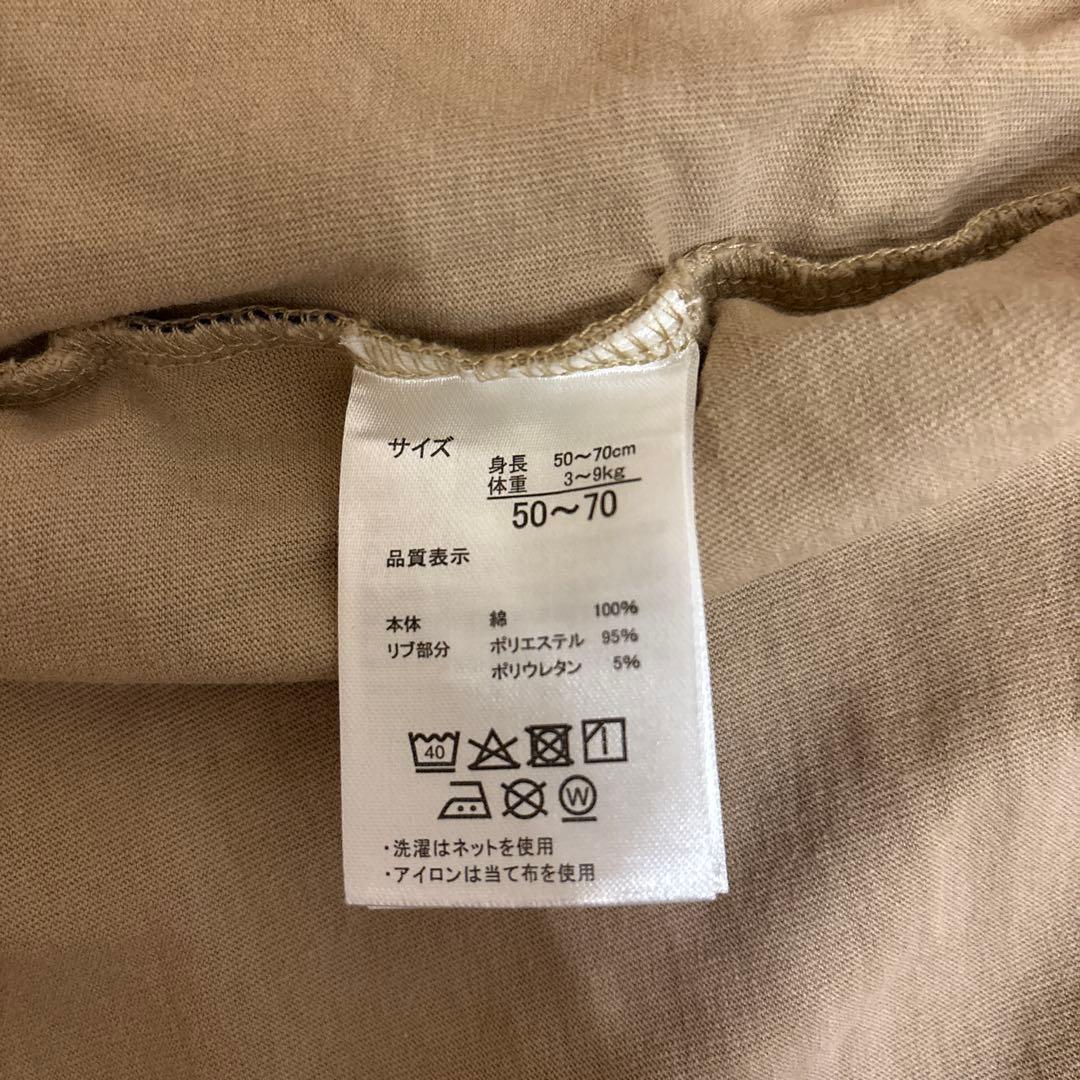 サイズ
身長 50～70cm
体重 3～9kg
50～70
品質表示
本体 綿 100%
リブ部分 ポリエステル 95%
ポリウレタン 5%
40
W
・洗濯はネットを使用
・アイロンは当て布を使用